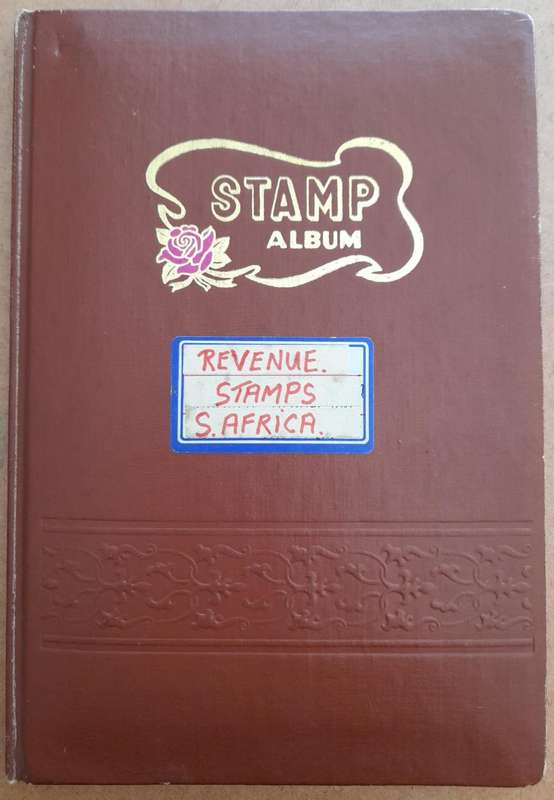 STAMP
ALBUM
REVENUE.
STAMPS
S. AFRICA.